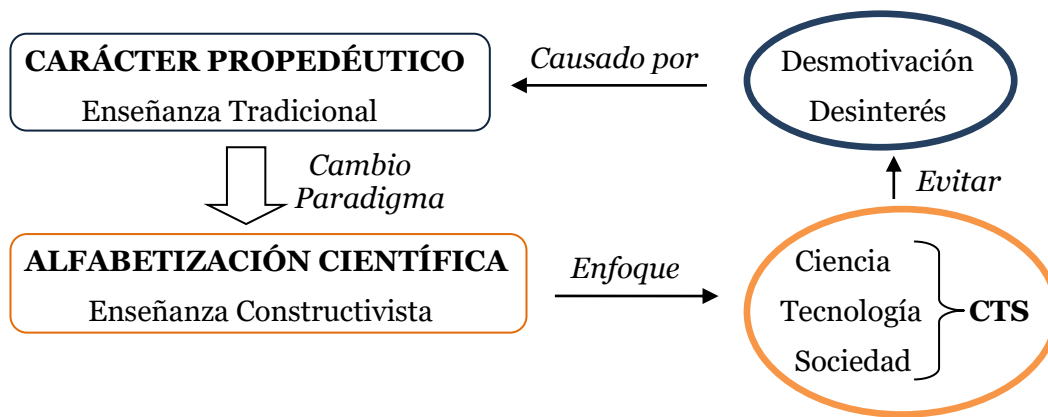 CARÁCTER PROPEDÉUTICO
Enseñanza Tradicional
Causado por
Desmotivación
Desinterés
Cambio
Paradigma
Evitar
ALFABETIZACIÓN CIENTÍFICA
Enseñanza Constructivista
Enfoque
Ciencia
Tecnología
Sociedad
CTS